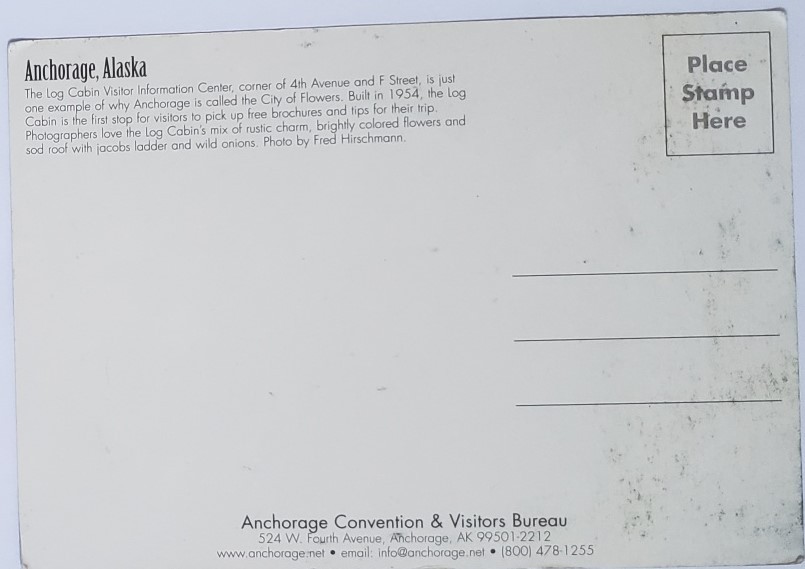 Anchorage, Alaska
The Log Cabin Visitor Information Center, corner of 4th Avenue and F Street, is just
one example of why Anchorage is called the City of Flowers. Built in 1954, the Log
Cabin is the first stop for visitors to pick up free brochures and tips for their trip.
Photographers love the Log Cabin's mix of rustic charm, brightly colored flowers and
sod roof with jacobs ladder and wild onions. Photo by Fred Hirschmann.
Place
Stamp
Here
Anchorage Convention & Visitors Bureau
524 W. Fourth Avenue, Anchorage, AK 99501-2212
www.anchorage.net • email: info@anchorage.net • (800) 478-1255